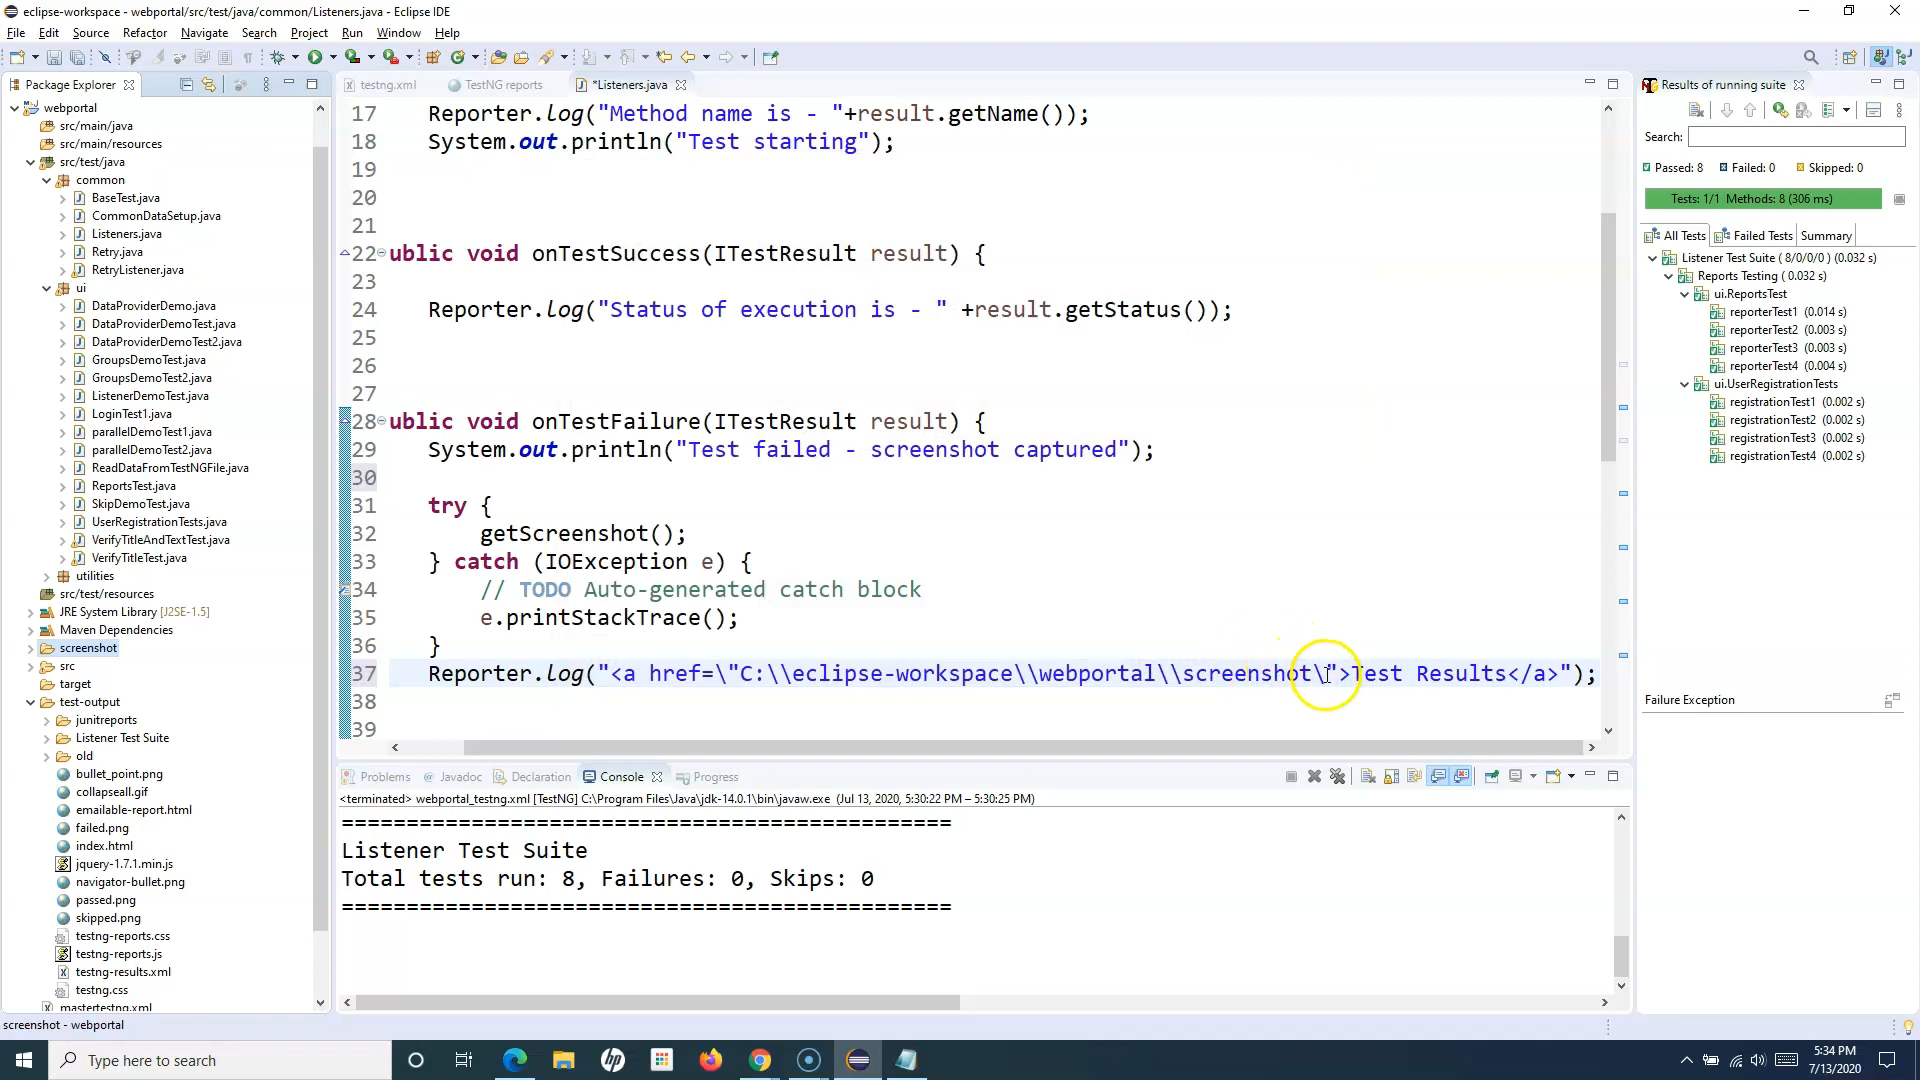 eclipse-workspace - webportal/src/test/java/common/Listeners.java - Eclipse IDE
File Edit Source Refactor Navigate Search Project Run Window Help
Package Explorer
webportal
src/main/java
src/main/resources
src/test/java
common
BaseTest.java
CommonDataSetup.java
Listeners.java
Retry.java
RetryListener.java
ui
DataProviderDemo.java
DataProviderDemoTest.java
DataProviderDemoTest2.java
GroupsDemoTest.java
GroupsDemoTest2.java
ListenerDemoTest.java
LoginTest1.java
parallelDemoTest1.java
parallelDemoTest2.java
ReadDataFromTestNGFile.java
ReportsTest.java
SkipDemoTest.java
UserRegistrationTests.java
VerifyTitleAndTextTest.java
VerifyTitleTest.java
utilities
src/test/resources
JRE System Library [J2SE-1.5]
Maven Dependencies
screenshot
src
target
test-output
junitreports
Listener Test Suite
old
bullet_point.png
collapseall.gif
emailable-report.html
failed.png
index.html
jquery-1.7.1.min.js
navigator-bullet.png
passed.png
skipped.png
testng-reports.css
testng-reports.js
testng-results.xml
testng.css
mastertestng.xml
testng.xml TestNG reports *Listeners.java
17 Reporter.log("Method name is - "+result.getName());
18 System.out.println("Test starting");
19
20
21
22 ublic void onTestSuccess(ITestResult result) {
23
24 Reporter.log("Status of execution is - " +result.getStatus());
25
26
27
28 ublic void onTestFailure(ITestResult result) {
29 System.out.println("Test failed - screenshot captured");
30
31 try {
32 getScreenshot();
33 } catch (IOException e) {
34 // TODO Auto-generated catch block
35 e.printStackTrace();
36 }
37 Reporter.log("<a href=\"C:\\eclipse-workspace\\webportal\\screenshot\">Test Results</a>");
38
39
Problems Javadoc Declaration Console Progress
<terminated> webportal_testng.xml [TestNG] C:\Program Files\Java\jdk-14.0.1\bin\javaw.exe (Jul 13, 2020, 5:30:22 PM – 5:30:25 PM)
===============================================
Listener Test Suite
Total tests run: 8, Failures: 0, Skips: 0
===============================================
Results of running suite
Search:
Passed: 8 Failed: 0 Skipped: 0
Tests: 1/1 Methods: 8 (306 ms)
All Tests Failed Tests Summary
Listener Test Suite ( 8/0/0/0 ) (0.032 s)
Reports Testing ( 0.032 s)
ui.ReportsTest
reporterTest1 (0.014 s)
reporterTest2 (0.003 s)
reporterTest3 (0.003 s)
reporterTest4 (0.004 s)
ui.UserRegistrationTests
registrationTest1 (0.002 s)
registrationTest2 (0.002 s)
registrationTest3 (0.002 s)
registrationTest4 (0.002 s)
Failure Exception
screenshot - webportal
Type here to search
hp
5:34 PM
7/13/2020